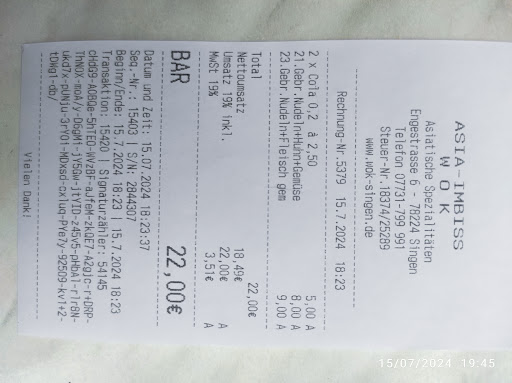 ASIA-IMBISS
W O K
Asiatische Spezialitäten
Engestrasse 6 - 78224 Singen
Telefon 07731-799 991
Steuer-Nr.18374/25289
www.wok-singen.de
Rechnung-Nr.5379 15.7.2024 18:23
2 x Cola 0,2 à 2,50 5,00 A
21.Gebr.Nudeln+Huhn+Gemüse 8,00 A
23.Gebr.Nudeln+Fleisch gem 9,00 A
Total 22,00€
Nettoumsatz 18,49€
Umsatz 19% inkl. 22,00€ A
MwSt 19% 3,51€ A
BAR 22,00€
Datum und Zeit: 15.07.2024 18:23:37
Seq.-Nr.: 15403 | S/N: 2844307
Beginn/Ende: 15.7.2024 18:23 | 15.7.2024 18:23
Transaktion: 15420 | Signaturzähler: 54145
Vielen Dank!
15/07/2024 19:45